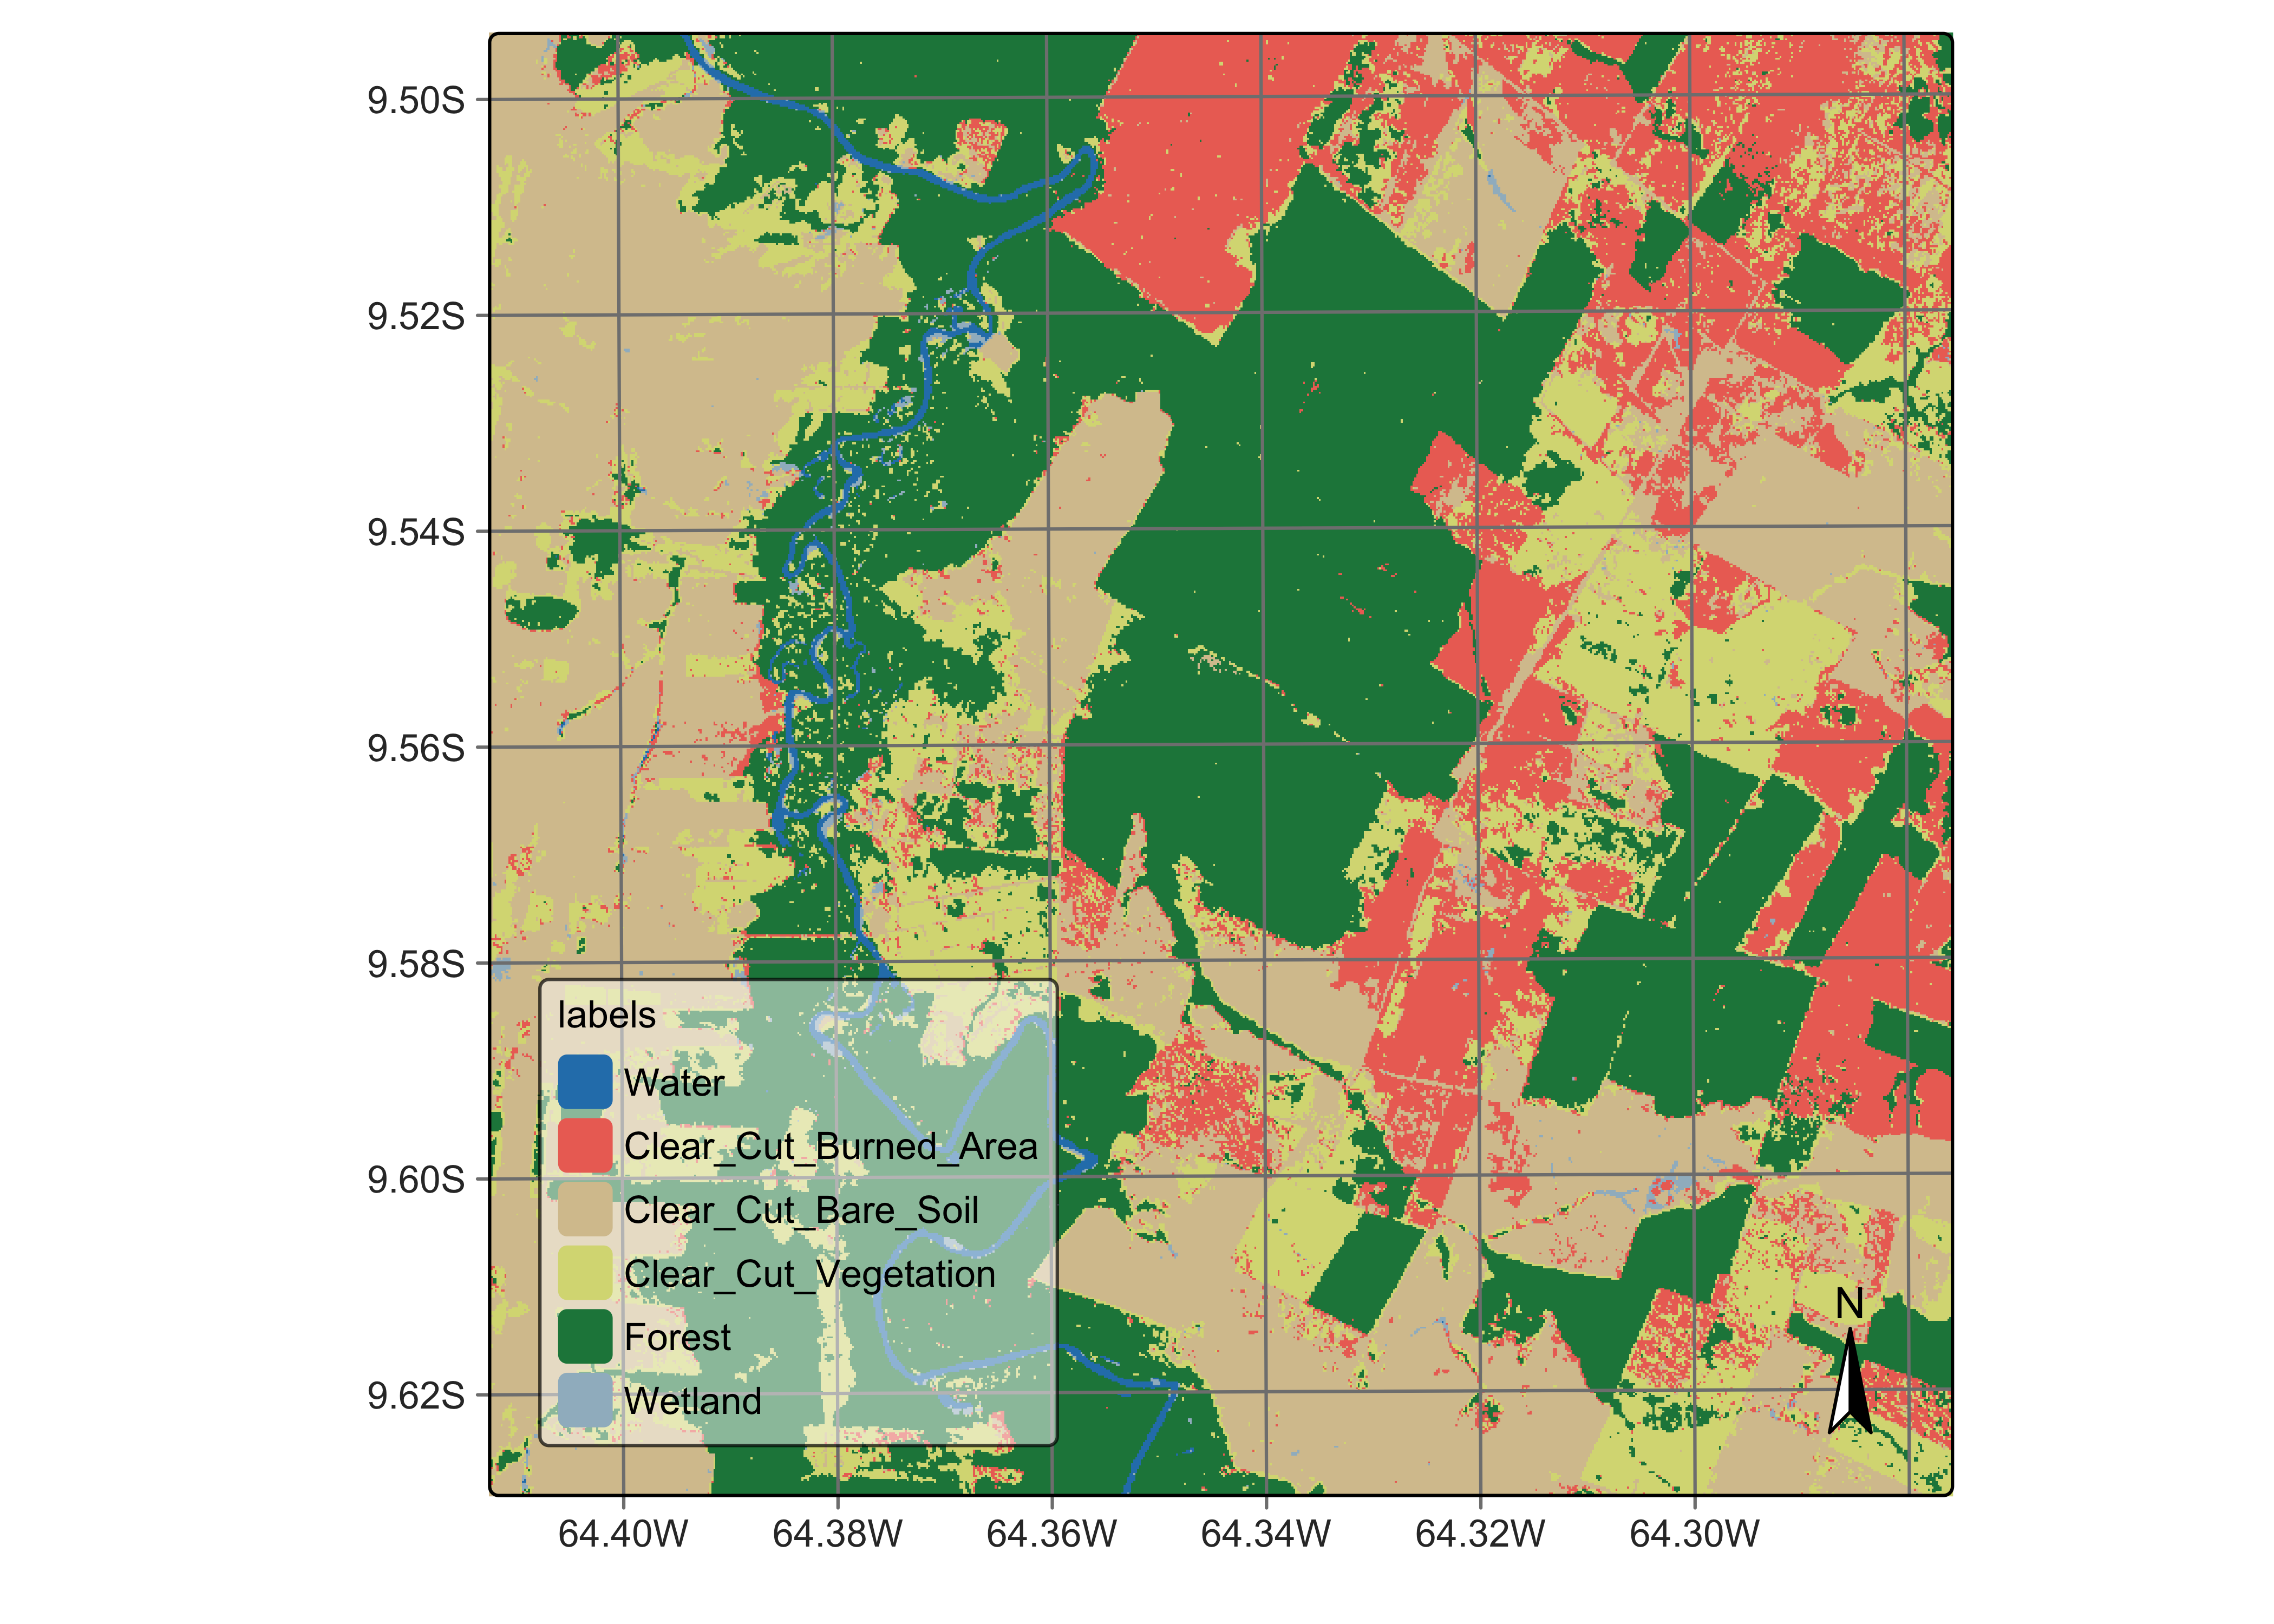 9.50S
9.52S
9.54S
9.56S
9.58S
9.60S
9.62S
labels
Water
Clear_Cut_Burned_Area
Clear_Cut_Bare_Soil
Clear_Cut_Vegetation
Forest
Wetland
N
64.40W 64.38W 64.36W 64.34W 64.32W 64.30W